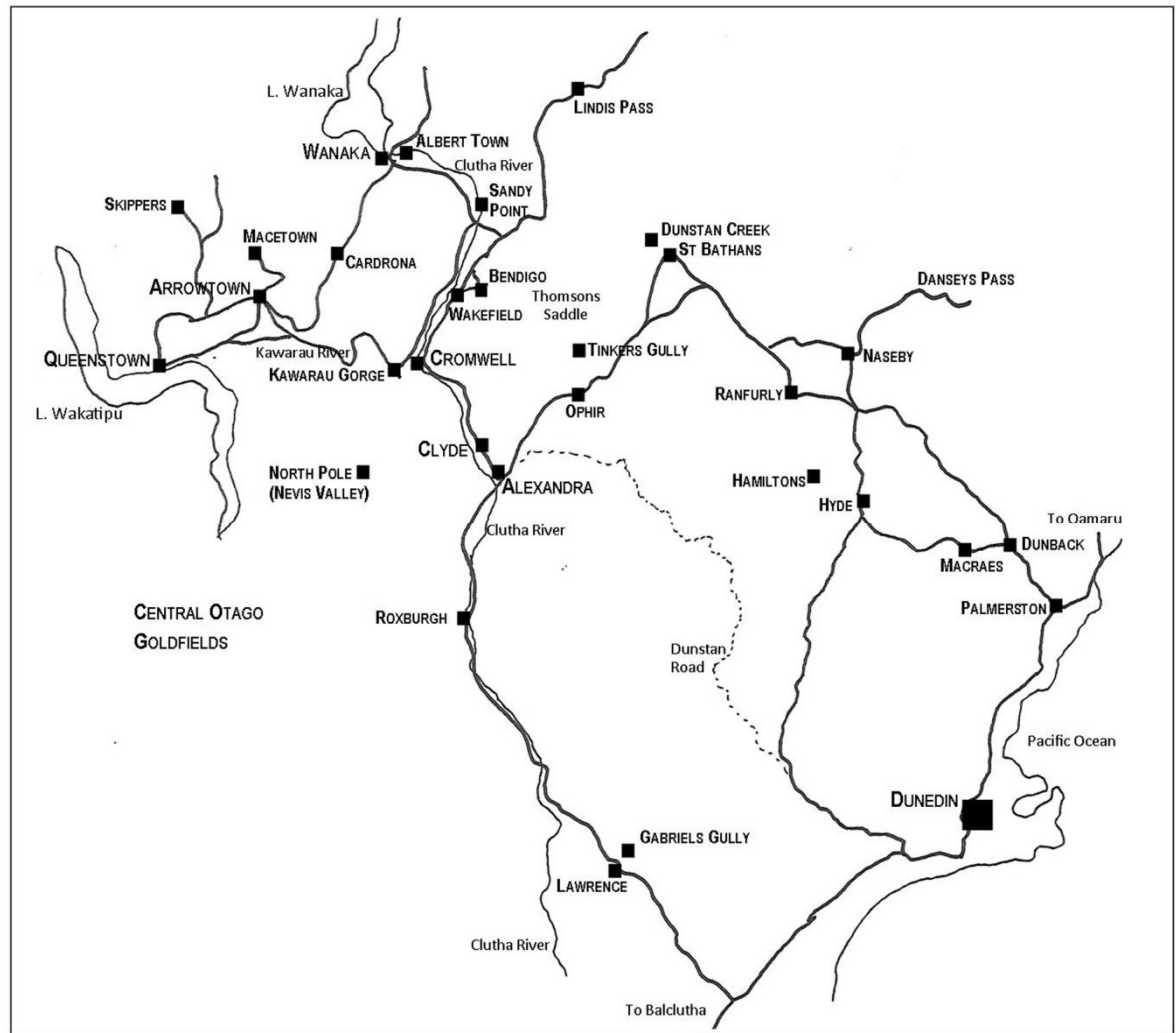 L. Wanaka
LINDIS PASS
ALBERT TOWN
WANAKA
Clutha River
SANDY
POINT
SKIPPERS
MACETOWN
CARDRONA
DUNSTAN CREEK
ST BATHANS
ARROWTOWN
BENDIGO
WAKEFIELD
Thomsons
Saddle
DANSEYS PASS
QUEENSTOWN
Kawarau River
KAWARAU GORGE
CROMWELL
TINKERS GULLY
NASEBY
L. Wakatipu
OPHIR
RANFURLY
CLYDE
NORTH POLE
(NEVIS VALLEY)
ALEXANDRA
HAMILTONS
HYDE
Clutha River
To Oamaru
DUNBACK
MACRAES
PALMERSTON
CENTRAL OTAGO
GOLDFIELDS
ROXBURGH
Dunstan
Road
Pacific Ocean
DUNEDIN
GABRIELS GULLY
LAWRENCE
Clutha River
To Balclutha